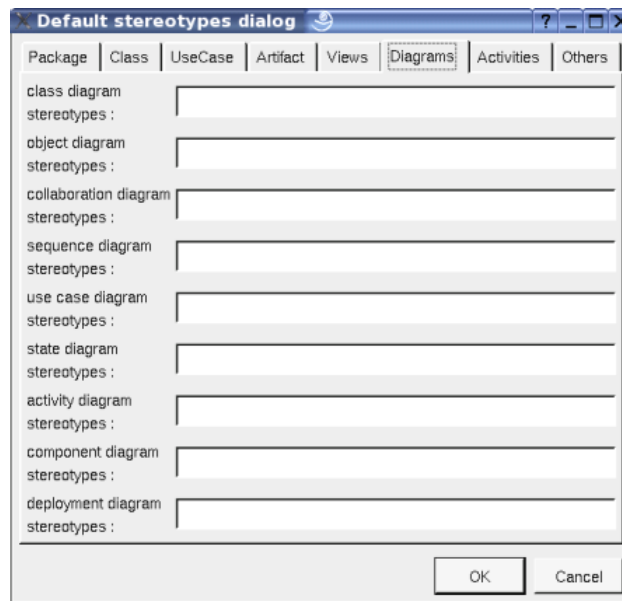 Default stereotypes dialog
Package Class UseCase Artifact Views Diagrams Activities Others
class diagram
stereotypes :
object diagram
stereotypes :
collaboration diagram
stereotypes :
sequence diagram
stereotypes :
use case diagram
stereotypes :
state diagram
stereotypes :
activity diagram
stereotypes :
component diagram
stereotypes :
deployment diagram
stereotypes :
OK Cancel